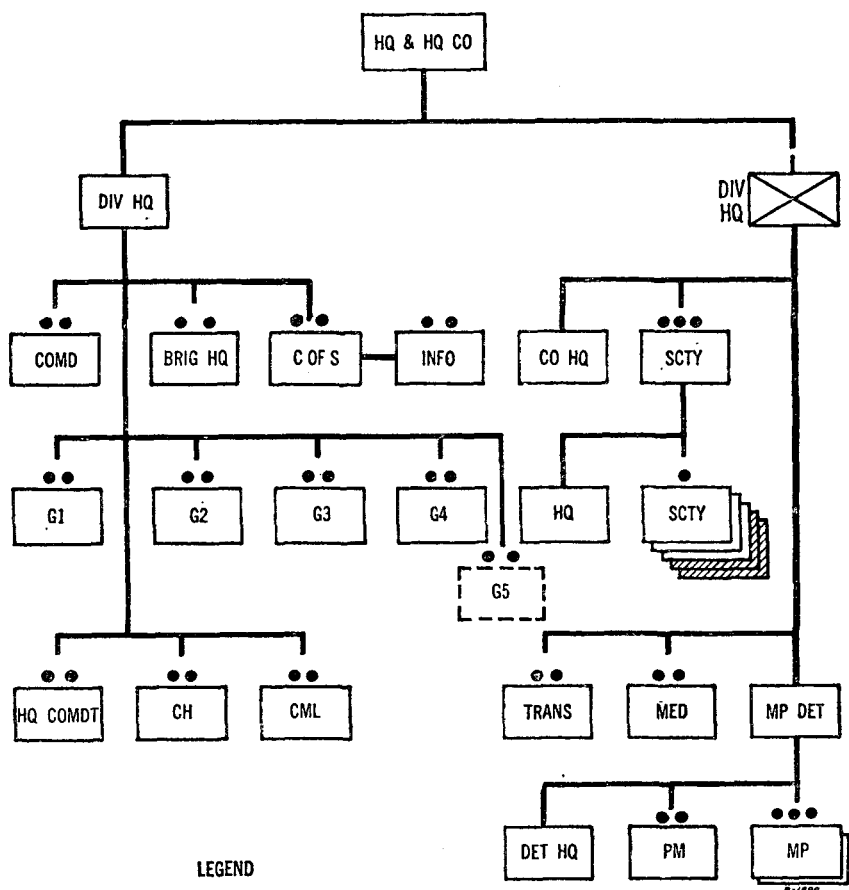 HQ & HQ CO
DIV HQ
DIV
HQ
COMD
BRIG HQ
C OF S
INFO
CO HQ
SCTY
G1
G2
G3
G4
HQ
SCTY
G5
HQ COMDT
CH
CML
TRANS
MED
MP DET
DET HQ
PM
MP
LEGEND